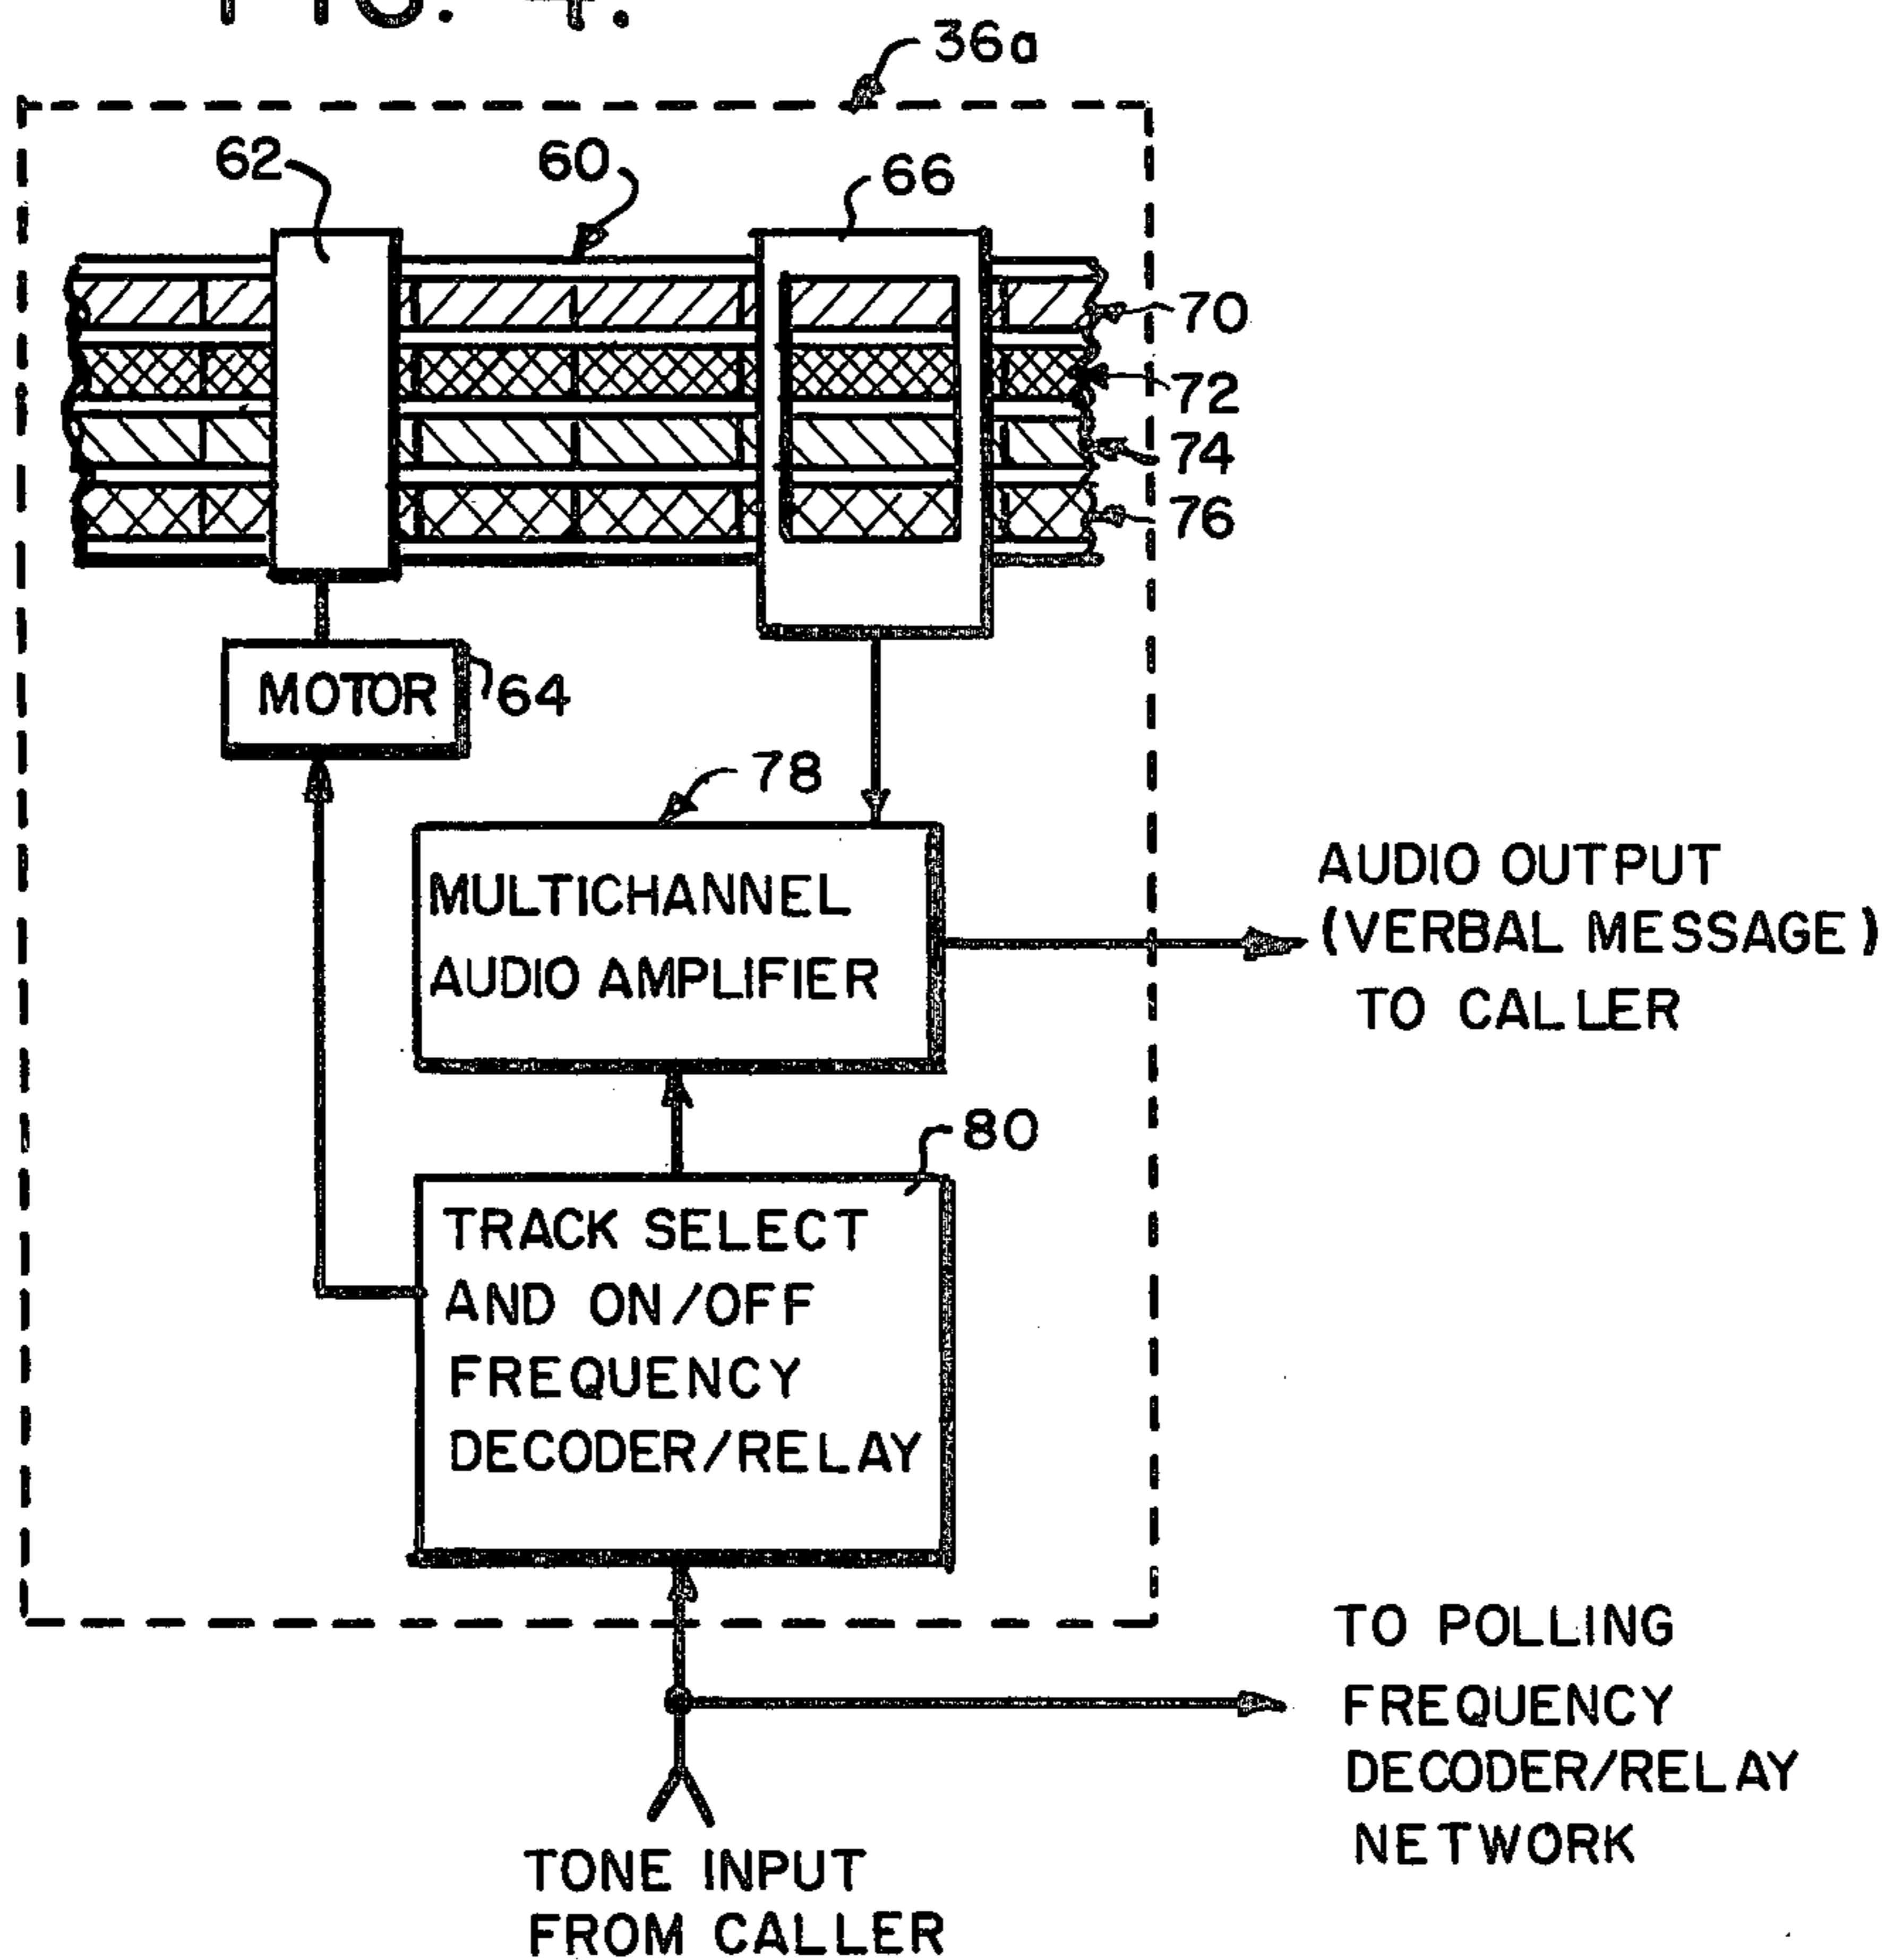 FIG. 4.
36a
62
60
66
70
72
74
76
MOTOR
64
78
MULTICHANNEL
AUDIO AMPLIFIER
AUDIO OUTPUT
(VERBAL MESSAGE)
TO CALLER
80
TRACK SELECT
AND ON/OFF
FREQUENCY
DECODER/RELAY
TO POLLING
FREQUENCY
DECODER/RELAY
NETWORK
TONE INPUT
FROM CALLER